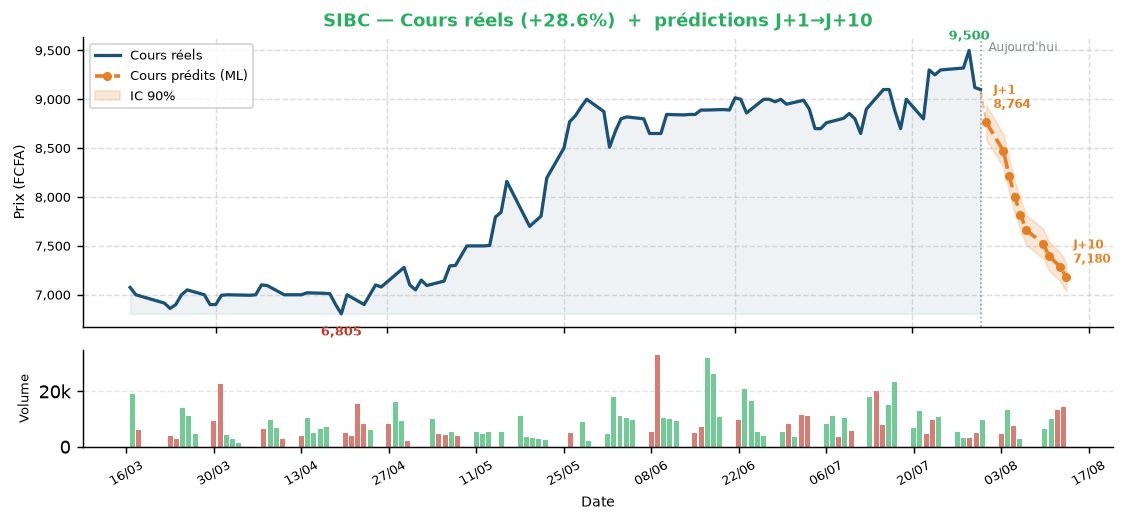 SIBC — Cours réels (+28.6%)  +  prédictions J+1→J+10
Cours réels
Cours prédits (ML)
IC 90%
9,500
Aujourd'hui
J+1
8,764
J+10
7,180
6,805
Prix (FCFA)
9,500
9,000
8,500
8,000
7,500
7,000
Volume
20k
0
16/03
30/03
13/04
27/04
11/05
25/05
08/06
22/06
06/07
20/07
03/08
17/08
Date